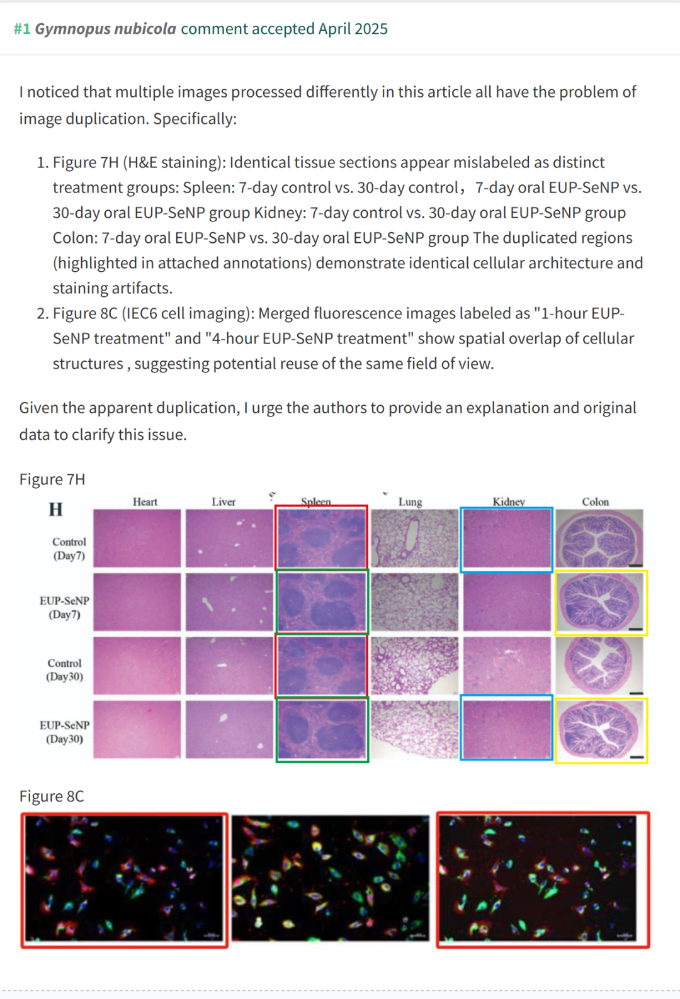 #1 Gymnopus nubicola comment accepted April 2025
I noticed that multiple images processed differently in this article all have the problem of
image duplication. Specifically:
1. Figure 7H (H&E staining): Identical tissue sections appear mislabeled as distinct
treatment groups: Spleen: 7-day control vs. 30-day control，7-day oral EUP-SeNP vs.
30-day oral EUP-SeNP group Kidney: 7-day control vs. 30-day oral EUP-SeNP group
Colon: 7-day oral EUP-SeNP vs. 30-day oral EUP-SeNP group The duplicated regions
(highlighted in attached annotations) demonstrate identical cellular architecture and
staining artifacts.
2. Figure 8C (IEC6 cell imaging): Merged fluorescence images labeled as "1-hour EUP-
SeNP treatment" and "4-hour EUP-SeNP treatment" show spatial overlap of cellular
structures , suggesting potential reuse of the same field of view.
Given the apparent duplication, I urge the authors to provide an explanation and original
data to clarify this issue.
Figure 7H
H
Heart Liver Spleen Lung Kidney Colon
Control
(Day7)
EUP-SeNP
(Day7)
Control
(Day30)
EUP-SeNP
(Day30)
Figure 8C